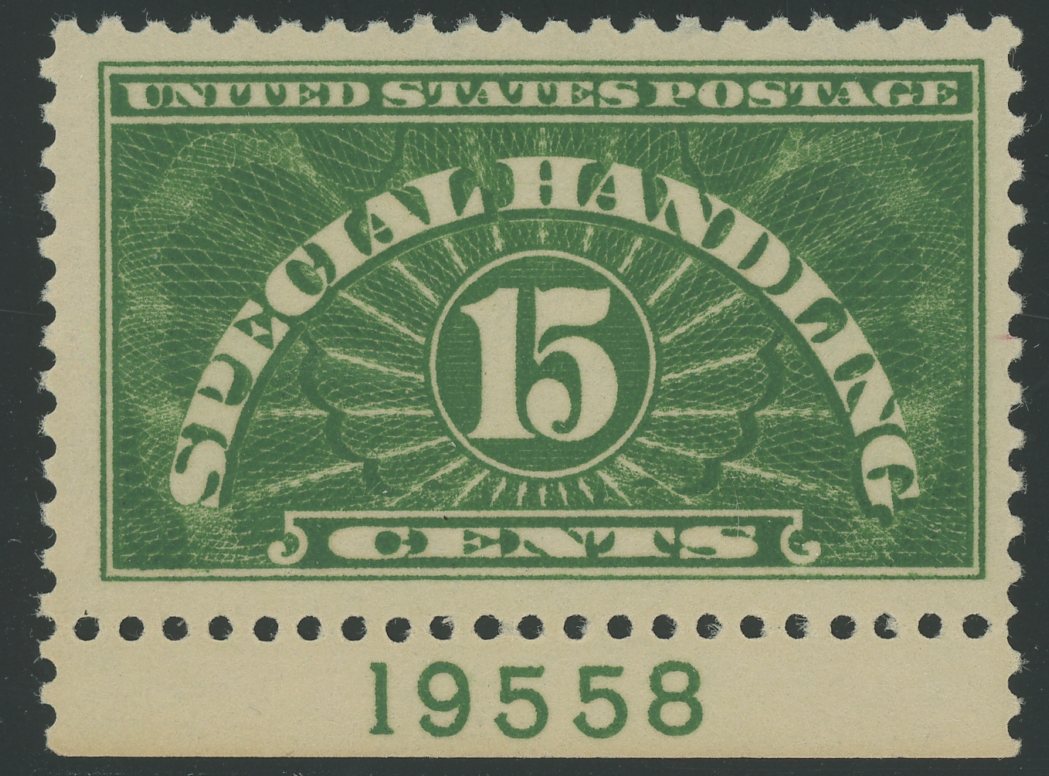 UNITED STATES POSTAGE
SPECIAL HANDLING
15
CENTS
19558